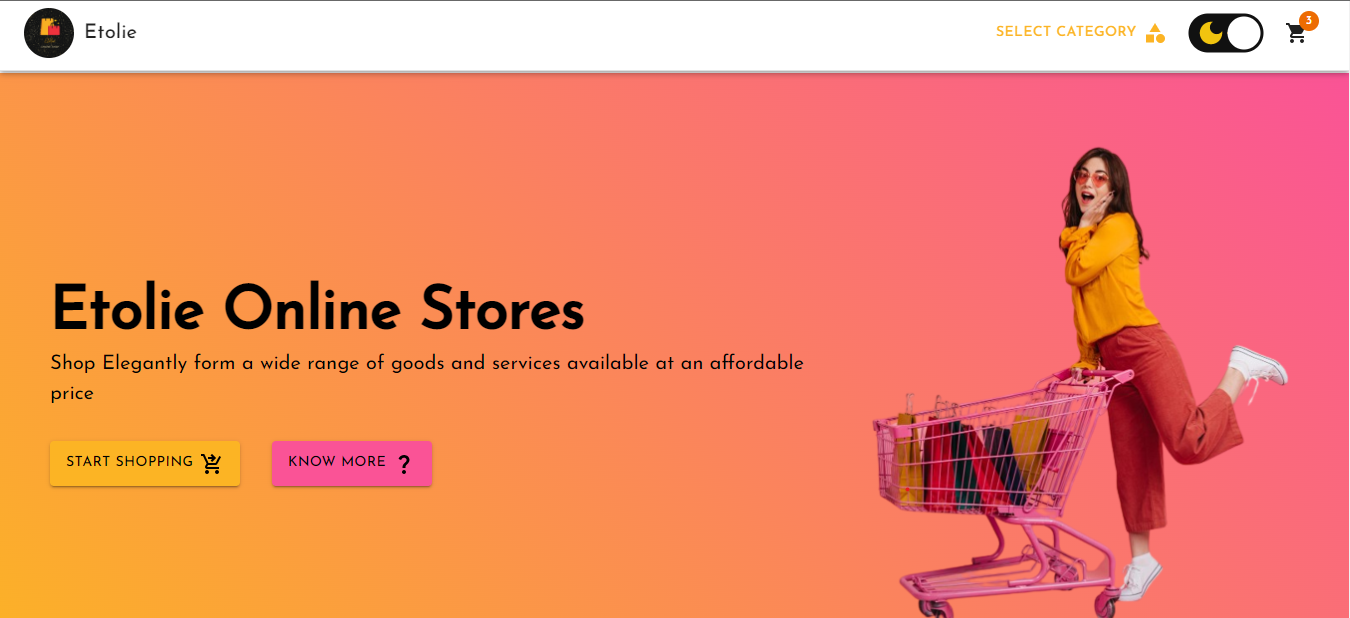 Etolie
SELECT CATEGORY
3
Etolie Online Stores
Shop Elegantly form a wide range of goods and services available at an affordable
price
START SHOPPING
KNOW MORE ?